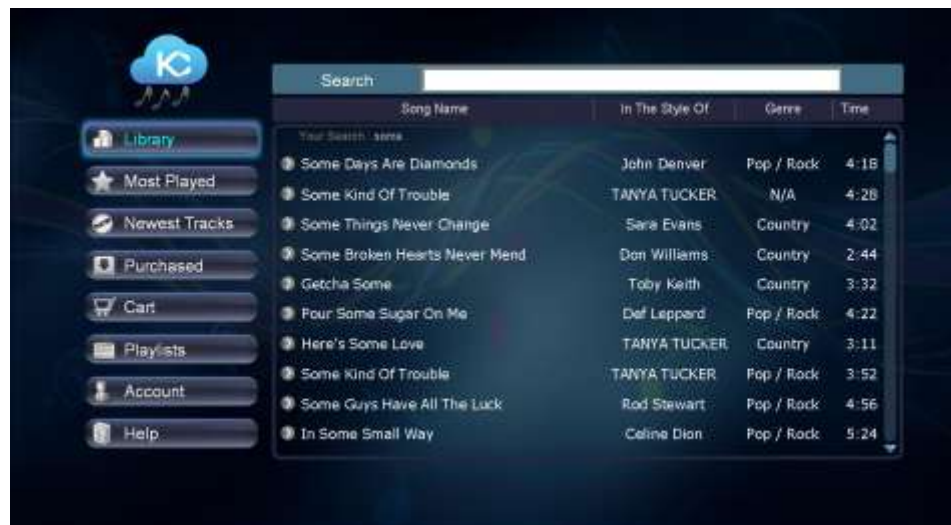 KC
Search
Song Name In The Style Of Genre Time
Your Search : some
Library
Most Played
Newest Tracks
Purchased
Cart
Playlists
Account
Help
Some Days Are Diamonds John Denver Pop / Rock 4:18
Some Kind Of Trouble TANYA TUCKER N/A 4:28
Some Things Never Change Sara Evans Country 4:02
Some Broken Hearts Never Mend Don Williams Country 2:44
Getcha Some Toby Keith Country 3:32
Pour Some Sugar On Me Def Leppard Pop / Rock 4:22
Here's Some Love TANYA TUCKER Country 3:11
Some Kind Of Trouble TANYA TUCKER Pop / Rock 3:52
Some Guys Have All The Luck Rod Stewart Pop / Rock 4:56
In Some Small Way Celine Dion Pop / Rock 5:24